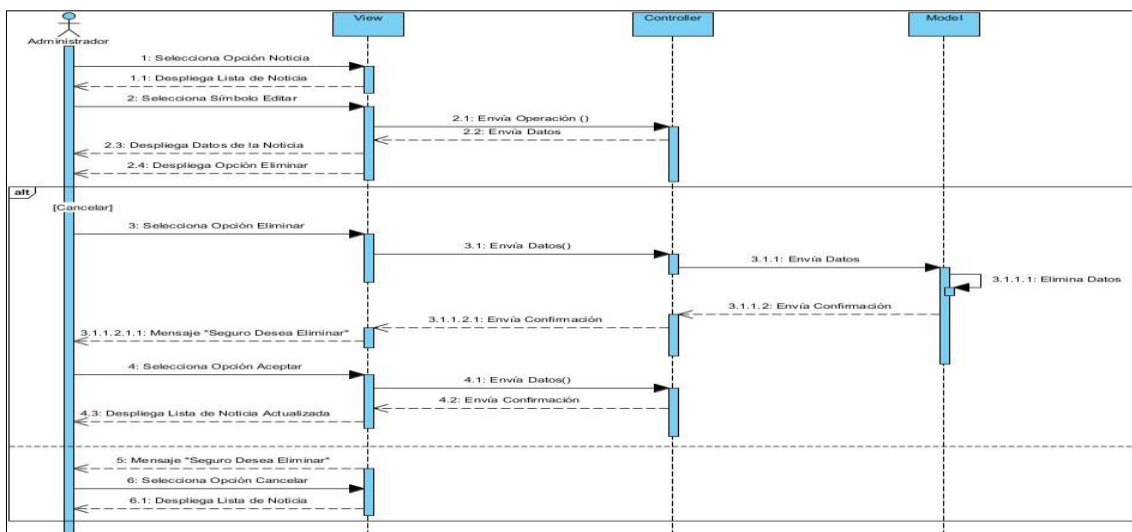 View
Controller
Model
Administrador
1: Selecciona Opción Noticia
1.1: Despliega Lista de Noticia
2: Selecciona Símbolo Editar
2.1: Envía Operación ()
2.2: Envía Datos
2.3: Despliega Datos de la Noticia
2.4: Despliega Opción Eliminar
alt
[Cancelar]
3: Selecciona Opción Eliminar
3.1: Envía Datos()
3.1.1: Envía Datos
3.1.1.1: Elimina Datos
3.1.1.2: Envía Confirmación
3.1.1.2.1: Envía Confirmación
3.1.1.2.1.1: Mensaje "Seguro Desea Eliminar"
4: Selecciona Opción Aceptar
4.1: Envía Datos()
4.2: Envía Confirmación
4.3: Despliega Lista de Noticia Actualizada
5: Mensaje "Seguro Desea Eliminar"
6: Selecciona Opción Cancelar
6.1: Despliega Lista de Noticia